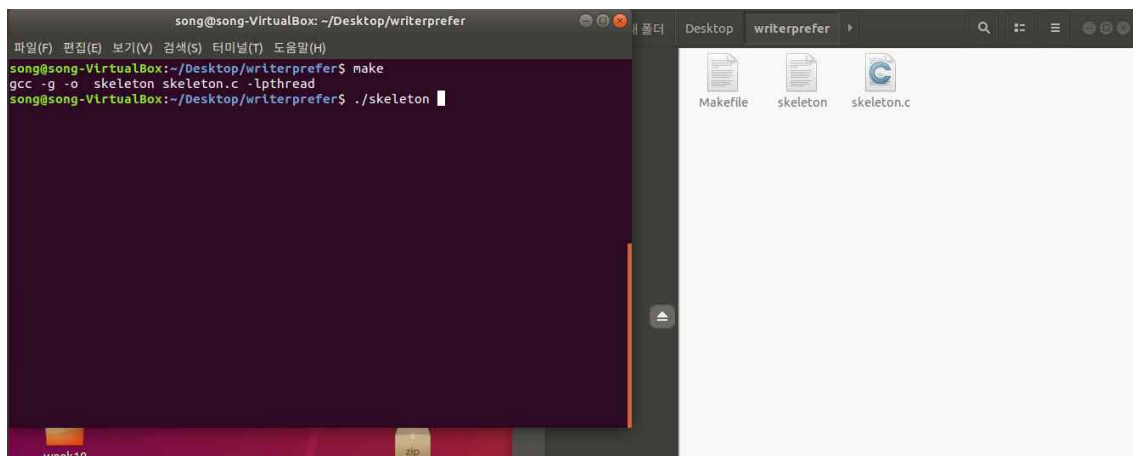 song@song-VirtualBox: ~/Desktop/writerprefer
파일(F) 편집(E) 보기(V) 검색(S) 터미널(T) 도움말(H)
song@song-VirtualBox:~/Desktop/writerprefer$ make
gcc -g -o  skeleton skeleton.c -lpthread
song@song-VirtualBox:~/Desktop/writerprefer$ ./skeleton
폴더 Desktop writerprefer
Makefile skeleton skeleton.c
zip